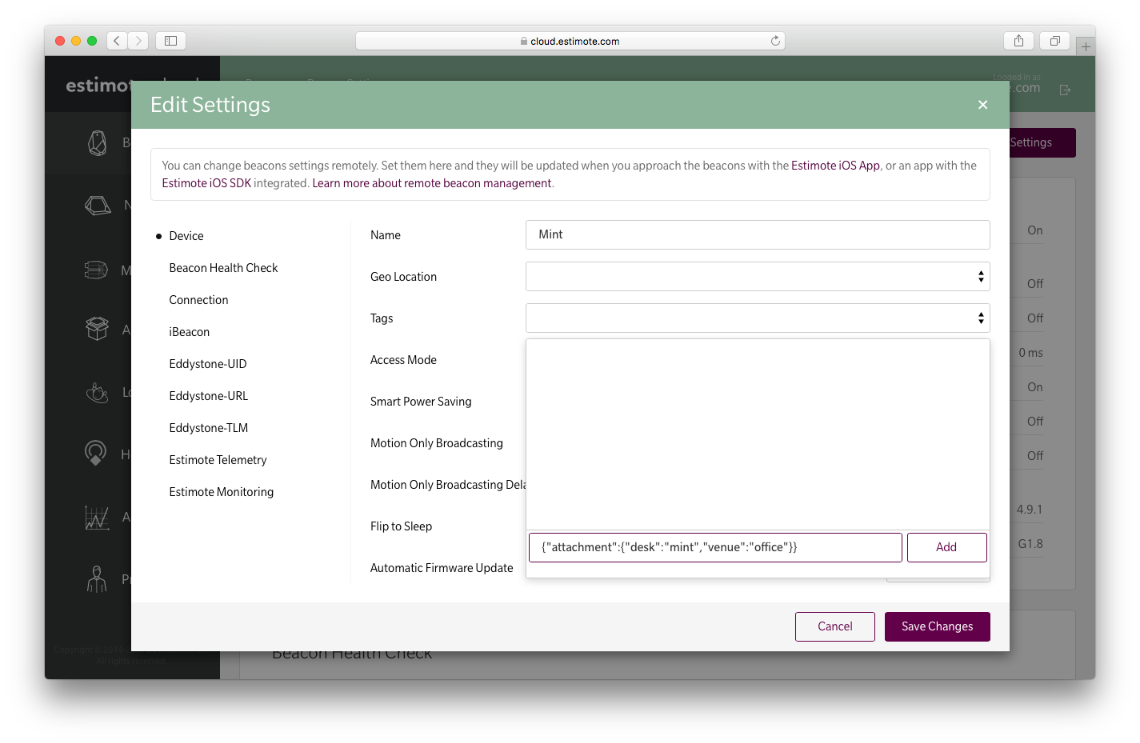 cloud.estimote.com
Logged in as
.com
Edit Settings
Settings
You can change beacons settings remotely. Set them here and they will be updated when you approach the beacons with the Estimote iOS App, or an app with the
Estimote iOS SDK integrated. Learn more about remote beacon management.
Device
Beacon Health Check
Connection
iBeacon
Eddystone-UID
Eddystone-URL
Eddystone-TLM
Estimote Telemetry
Estimote Monitoring
Name
Mint
Geo Location
Tags
Access Mode
Smart Power Saving
Motion Only Broadcasting
Motion Only Broadcasting Dela
Flip to Sleep
Automatic Firmware Update
{"attachment":{"desk":"mint","venue":"office"}}
Add
On
Off
Off
0 ms
On
Off
Off
4.9.1
G1.8
Cancel
Save Changes
Beacon Health Check